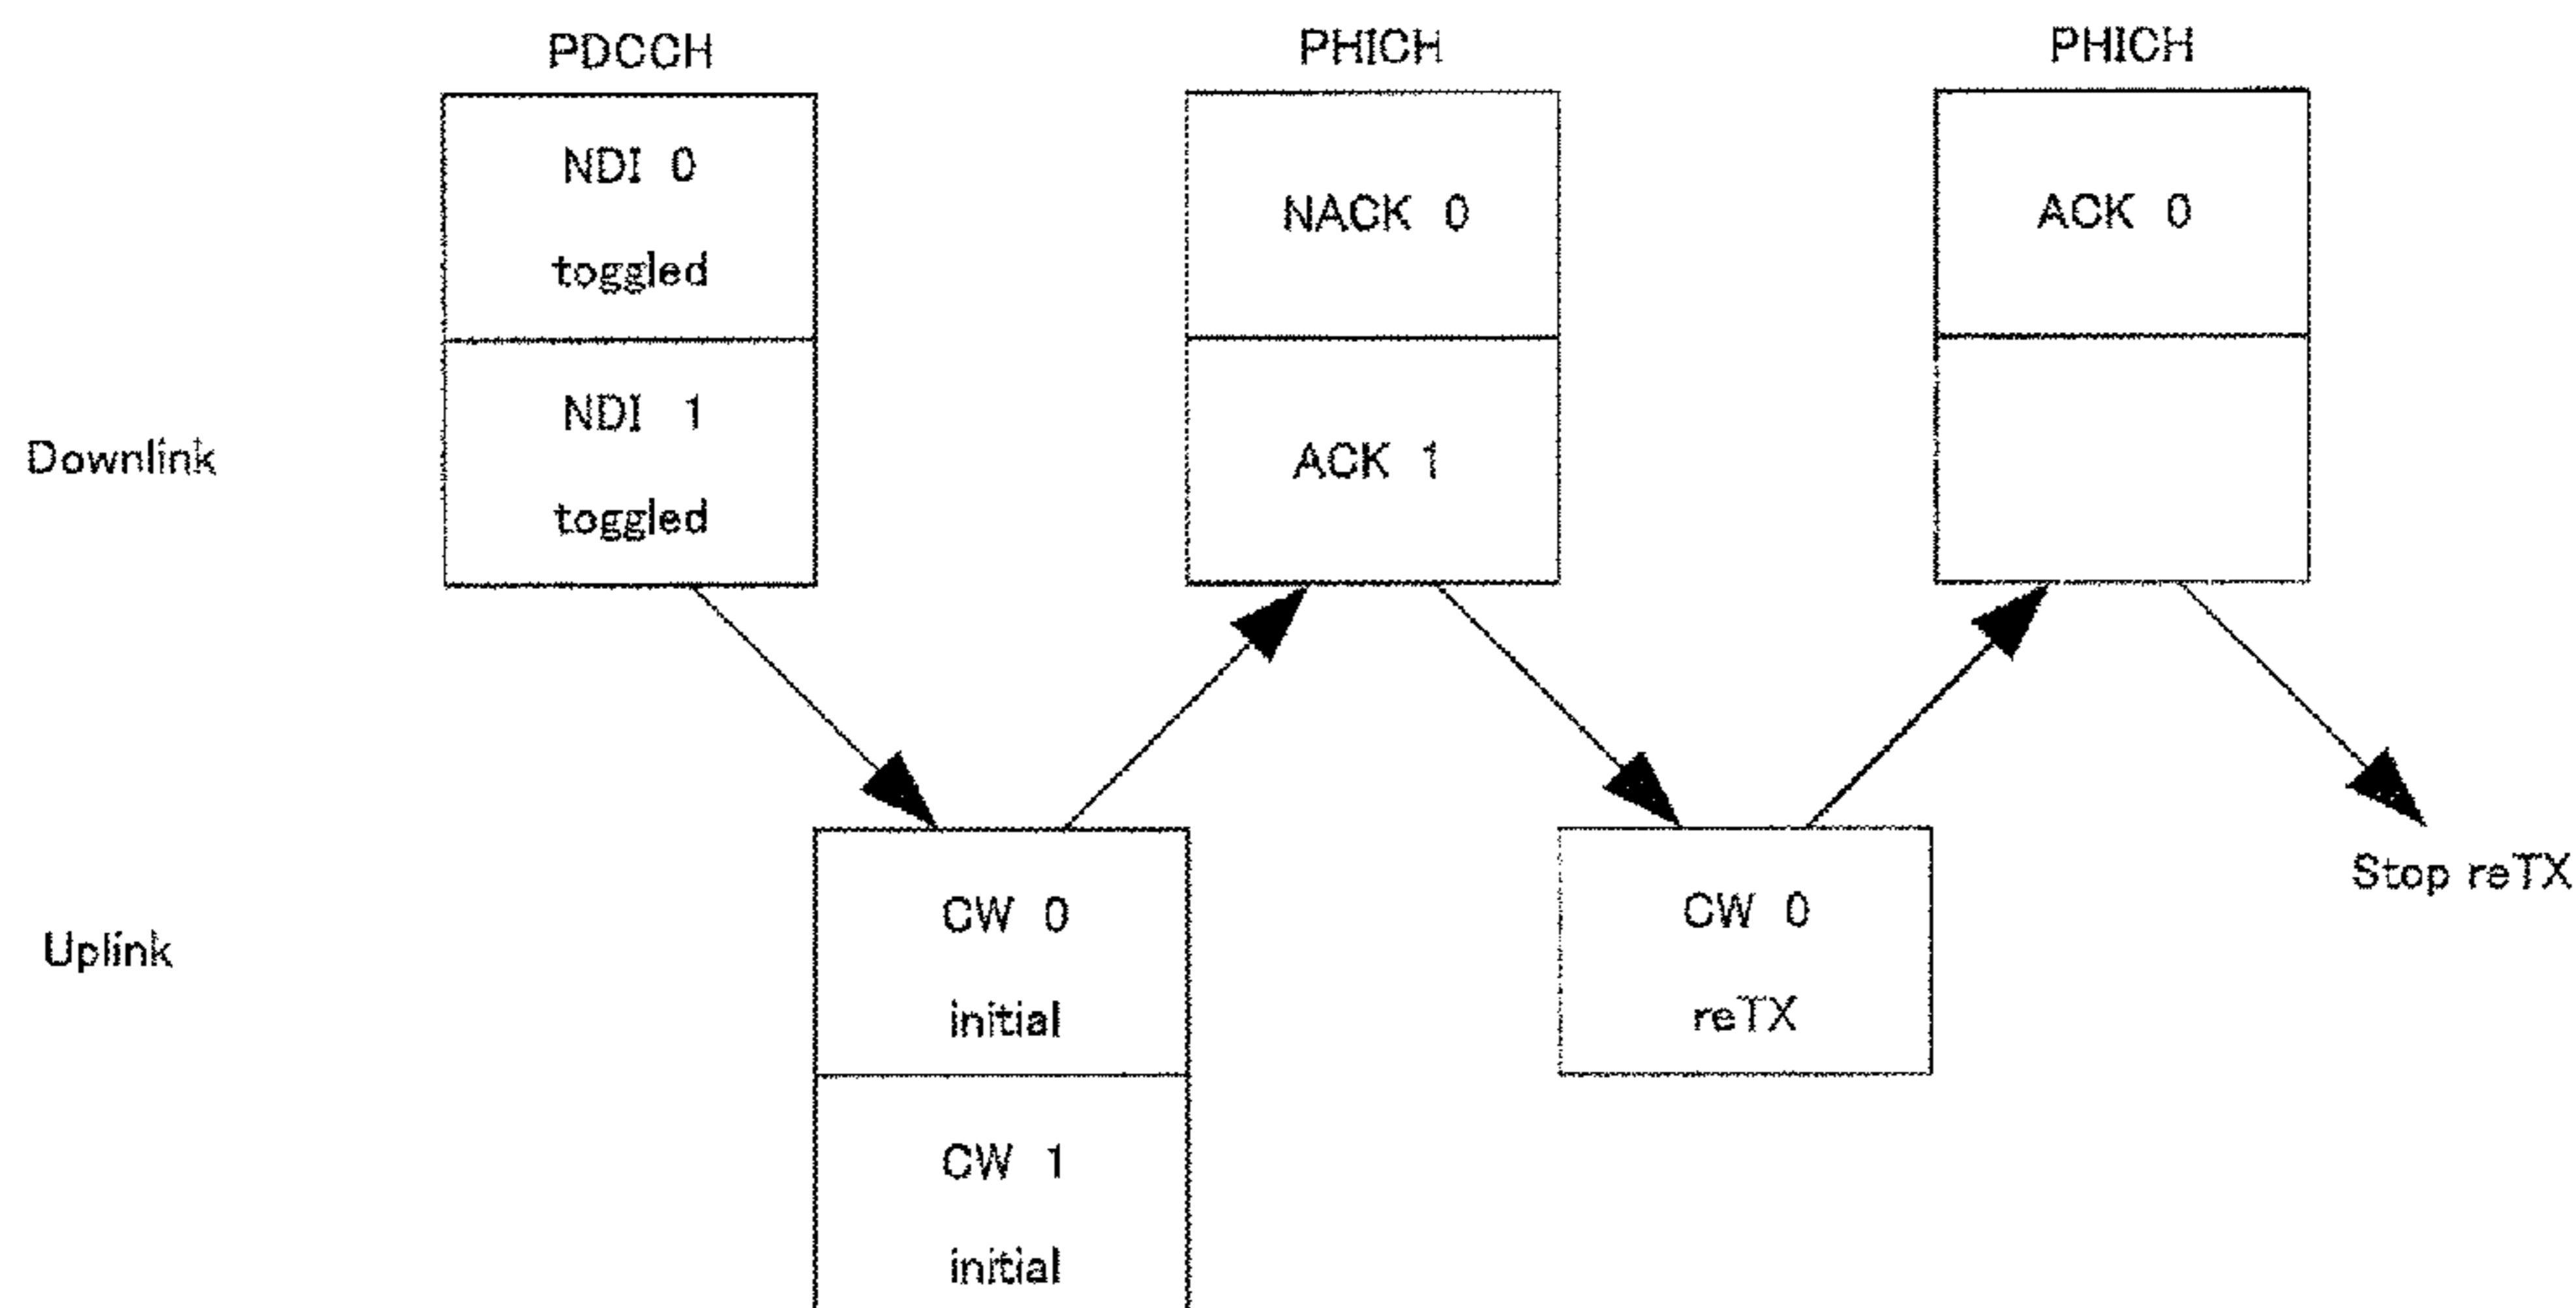 PDCCH
PHICH
PHICH
NDI 0
toggled
NDI 1
toggled
NACK 0
ACK 1
ACK 0
Downlink
Uplink
CW 0
initial
CW 1
initial
CW 0
reTX
Stop reTX